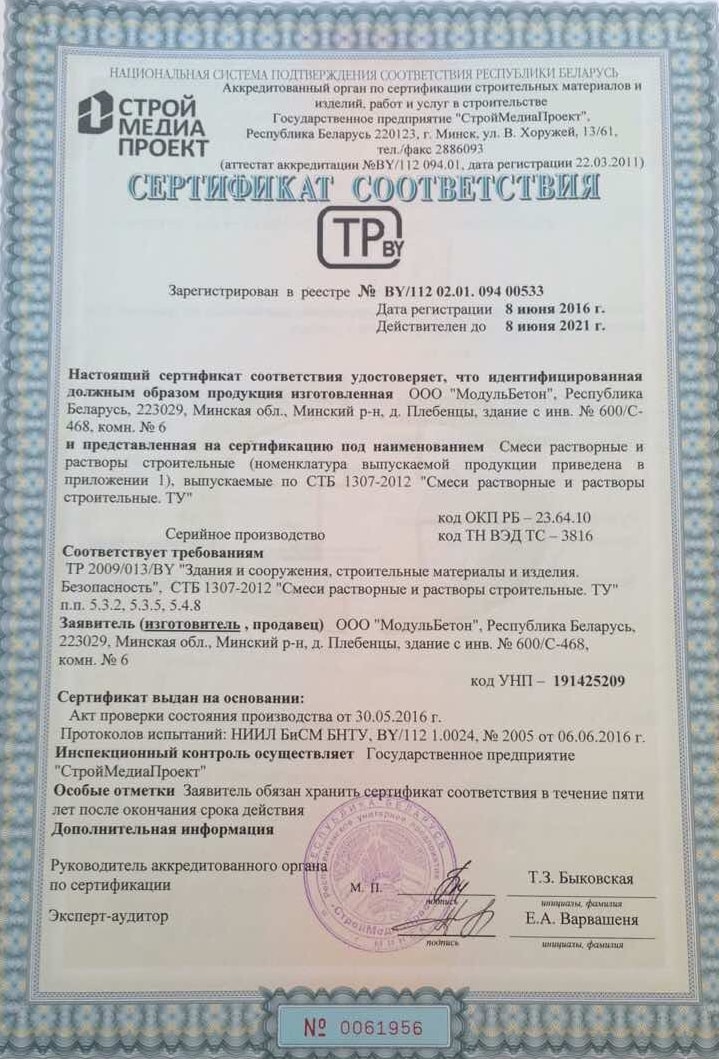 НАЦИОНАЛЬНАЯ СИСТЕМА ПОДТВЕРЖДЕНИЯ СООТВЕТСТВИЯ РЕСПУБЛИКИ БЕЛАРУСЬ
СТРОЙ
МЕДИА
ПРОЕКТ
Аккредитованный орган по сертификации строительных материалов и
изделий, работ и услуг в строительстве
Государственное предприятие "СтройМедиаПроект",
Республика Беларусь 220123, г. Минск, ул. В. Хоружей, 13/61,
тел./факс 2886093
(аттестат аккредитации №BY/112 094.01, дата регистрации 22.03.2011)
СЕРТИФИКАТ СООТВЕТСТВИЯ
ТР BY
Зарегистрирован в реестре № BY/112 02.01. 094 00533
Дата регистрации 8 июня 2016 г.
Действителен до 8 июня 2021 г.
Настоящий сертификат соответствия удостоверяет, что идентифицированная
должным образом продукция изготовленная ООО "МодульБетон", Республика
Беларусь, 223029, Минская обл., Минский р-н, д. Плебенцы, здание с инв. № 600/С-
468, комн. № 6
и представленная на сертификацию под наименованием Смеси растворные и
растворы строительные (номенклатура выпускаемой продукции приведена в
приложении 1), выпускаемые по СТБ 1307-2012 "Смеси растворные и растворы
строительные. ТУ"
код ОКП РБ – 23.64.10
Серийное производство код ТН ВЭД ТС – 3816
Соответствует требованиям
ТР 2009/013/BY "Здания и сооружения, строительные материалы и изделия.
Безопасность", СТБ 1307-2012 "Смеси растворные и растворы строительные. ТУ"
п.п. 5.3.2, 5.3.5, 5.4.8
Заявитель (изготовитель , продавец) ООО "МодульБетон", Республика Беларусь,
223029, Минская обл., Минский р-н, д. Плебенцы, здание с инв. № 600/С-468,
комн. № 6
код УНП – 191425209
Сертификат выдан на основании:
Акт проверки состояния производства от 30.05.2016 г.
Протоколов испытаний: НИИЛ БиСМ БНТУ, BY/112 1.0024, № 2005 от 06.06.2016 г.
Инспекционный контроль осуществляет Государственное предприятие
"СтройМедиаПроект"
Особые отметки Заявитель обязан хранить сертификат соответствия в течение пяти
лет после окончания срока действия
Дополнительная информация
Руководитель аккредитованного органа
по сертификации
М. П.
подпись
Т.З. Быковская
инициалы, фамилия
Эксперт-аудитор
подпись
Е.А. Варвашеня
инициалы, фамилия
РЕСПУБЛИКА БЕЛАРУСЬ
№ 0061956